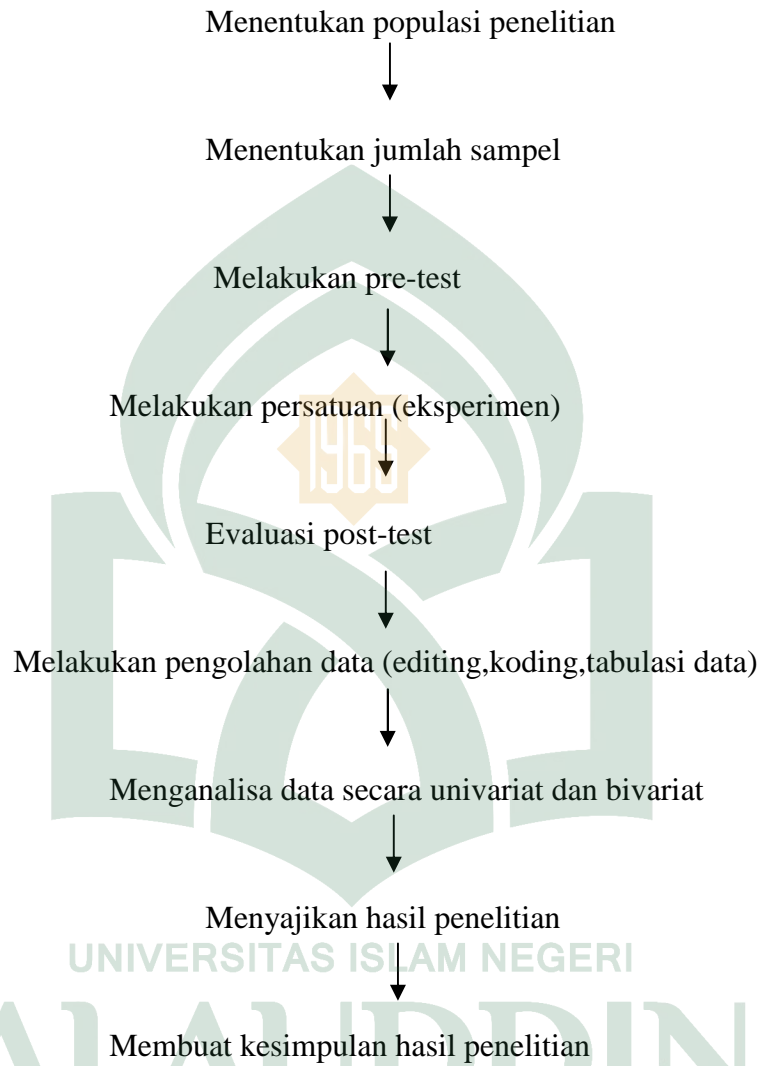 Menentukan populasi penelitian
Menentukan jumlah sampel
Melakukan pre-test
Melakukan persatuan (eksperimen)
1965
Evaluasi post-test
Melakukan pengolahan data (editing,koding,tabulasi data)
Menganalisa data secara univariat dan bivariat
Menyajikan hasil penelitian
UNIVERSITAS ISLAM NEGERI
ALAUDDIN
Membuat kesimpulan hasil penelitian